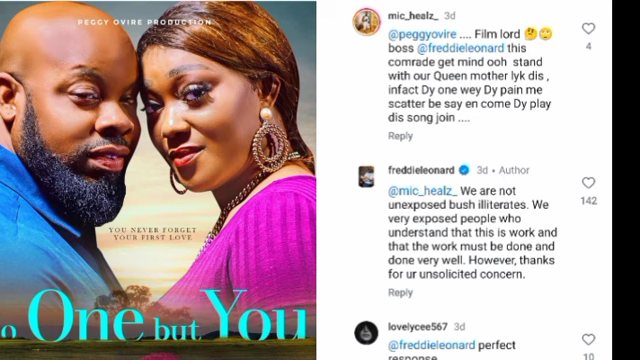 PEGGY OVIRE PRODUCTION
YOU NEVER FORGET
YOUR FIRST LOVE
o One but You
mic_healz_ 3d
@peggyovire .... Film lord 🤔🙄
boss @freddieleonard this
comrade get mind ooh stand
with our Queen mother lyk dis ,
infact Dy one wey Dy pain me
scatter be say en come Dy play
dis song join ....
4
Reply
freddieleonard 3d • Author
@mic_healz_ We are not
unexposed bush illiterates. We
very exposed people who
understand that this is work and
that the work must be done and
done very well. However, thanks
for ur unsolicited concern.
142
Reply
lovelycee567 3d
@freddieleonard perfect
response
10